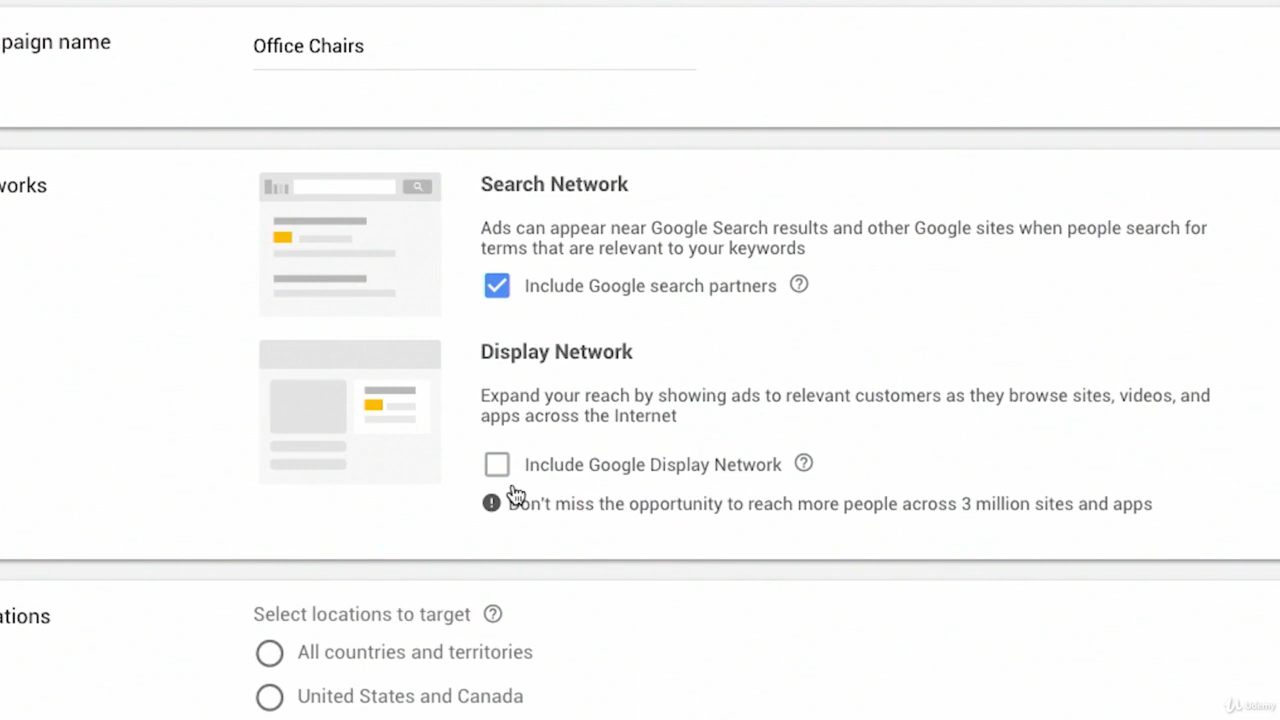 paign name
Office Chairs
works
Search Network
Ads can appear near Google Search results and other Google sites when people search for
terms that are relevant to your keywords
Include Google search partners
Display Network
Expand your reach by showing ads to relevant customers as they browse sites, videos, and
apps across the Internet
Include Google Display Network
Don't miss the opportunity to reach more people across 3 million sites and apps
ations
Select locations to target
All countries and territories
United States and Canada
Udemy